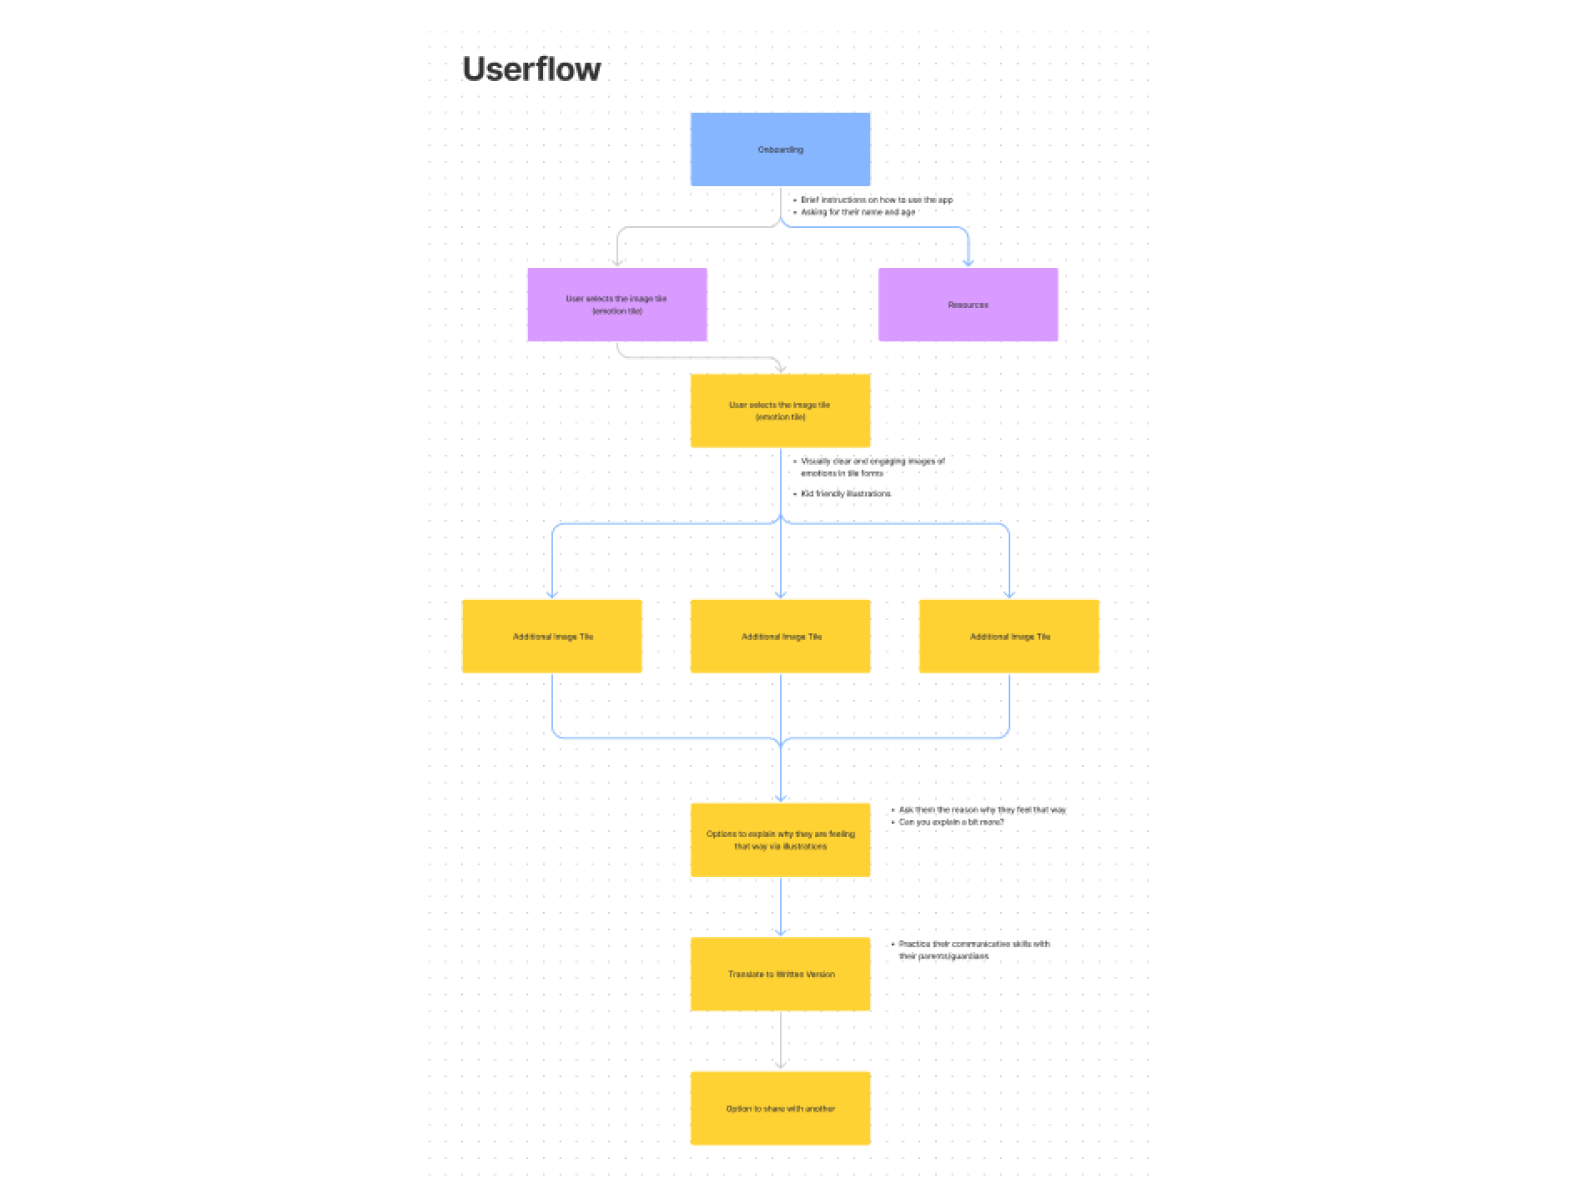 Userflow
Onboarding
• Brief instructions on how to use the app
• Asking for their name and age
User selects the image tile
(emotion tile)
Resources
User selects the image tile
(emotion tile)
• Visually clear and engaging images of
emotions in tile forms
• Kid friendly illustrations
Additional Image Tile
Additional Image Tile
Additional Image Tile
Options to explain why they are feeling
that way via illustrations
• Ask them the reason why they feel that way
• Can you explain a bit more?
Translate to Written Version
• Practice their communicative skills with
their parents/guardians
Option to share with another